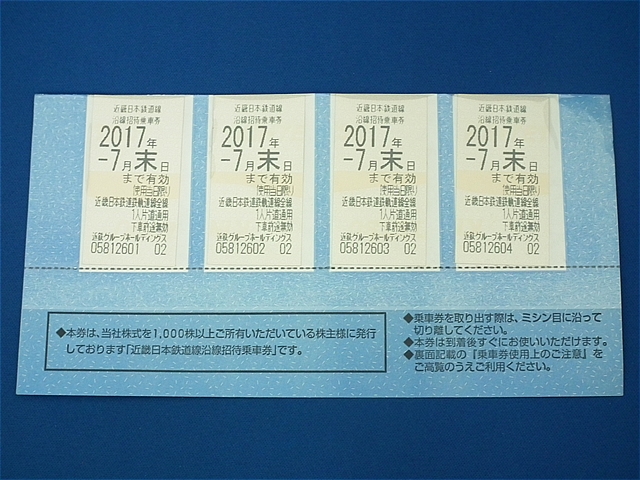 近畿日本鉄道線
沿線招待乗車券
2017年
-7月末日
まで有効
使用当日限り
近畿日本鉄道鉄軌道線全線
1人片道通用
下車前途無効
近鉄グループホールディングス
05812601 02
近畿日本鉄道線
沿線招待乗車券
2017年
-7月末日
まで有効
使用当日限り
近畿日本鉄道鉄軌道線全線
1人片道通用
下車前途無効
近鉄グループホールディングス
05812602 02
近畿日本鉄道線
沿線招待乗車券
2017年
-7月末日
まで有効
使用当日限り
近畿日本鉄道鉄軌道線全線
1人片道通用
下車前途無効
近鉄グループホールディングス
05812603 02
近畿日本鉄道線
沿線招待乗車券
2017年
-7月末日
まで有効
使用当日限り
近畿日本鉄道鉄軌道線全線
1人片道通用
下車前途無効
近鉄グループホールディングス
05812604 02
◆本券は、当社株式を1,000株以上ご所有いただいている株主様に発行
しております「近畿日本鉄道線沿線招待乗車券」です。
◆乗車券を取り出す際は、ミシン目に沿って
切り離してください。
◆本券は到着後すぐにお使いいただけます。
◆裏面記載の『乗車券使用上のご注意』を
ご高覧のうえご利用ください。